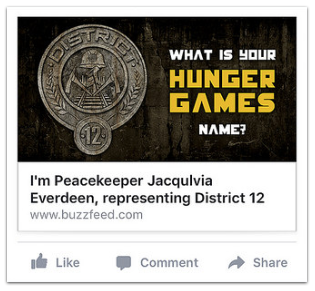 DISTRICT
12
WHAT IS YOUR
HUNGER
GAMES
NAME?
I'm Peacekeeper Jacqulvia
Everdeen, representing District 12
www.buzzfeed.com
Like
Comment
Share